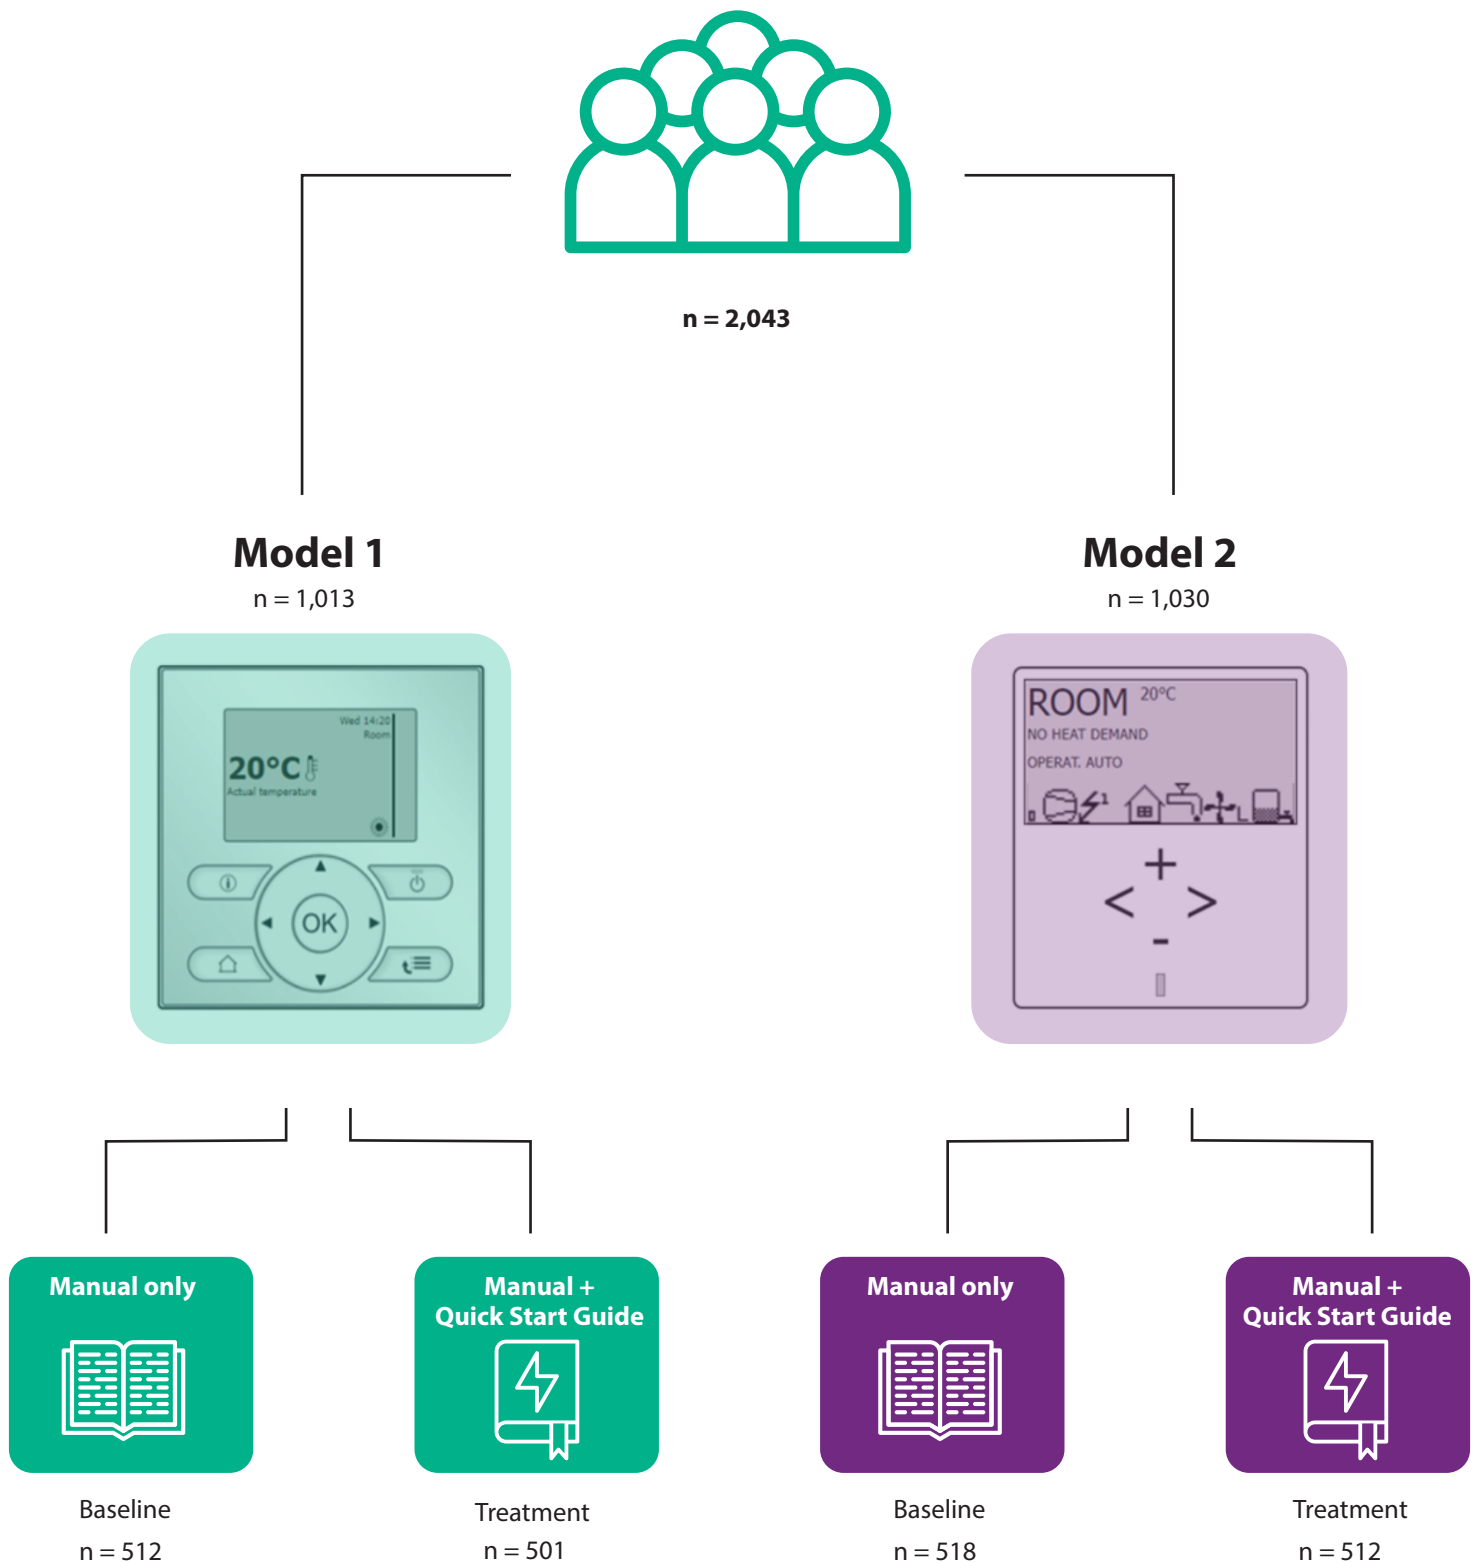 n = 2,043
Model 1
n = 1,013
Model 2
n = 1,030
Wed 14:20
Room
20°C
Actual temperature
OK
ROOM 20°C
NO HEAT DEMAND
OPERAT. AUTO
1
L
+
< >
-
Manual only
Manual +
Quick Start Guide
Manual only
Manual +
Quick Start Guide
Baseline
n = 512
Treatment
n = 501
Baseline
n = 518
Treatment
n = 512